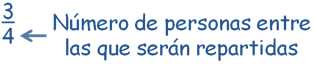 3
4
Número de personas entre
las que serán repartidas